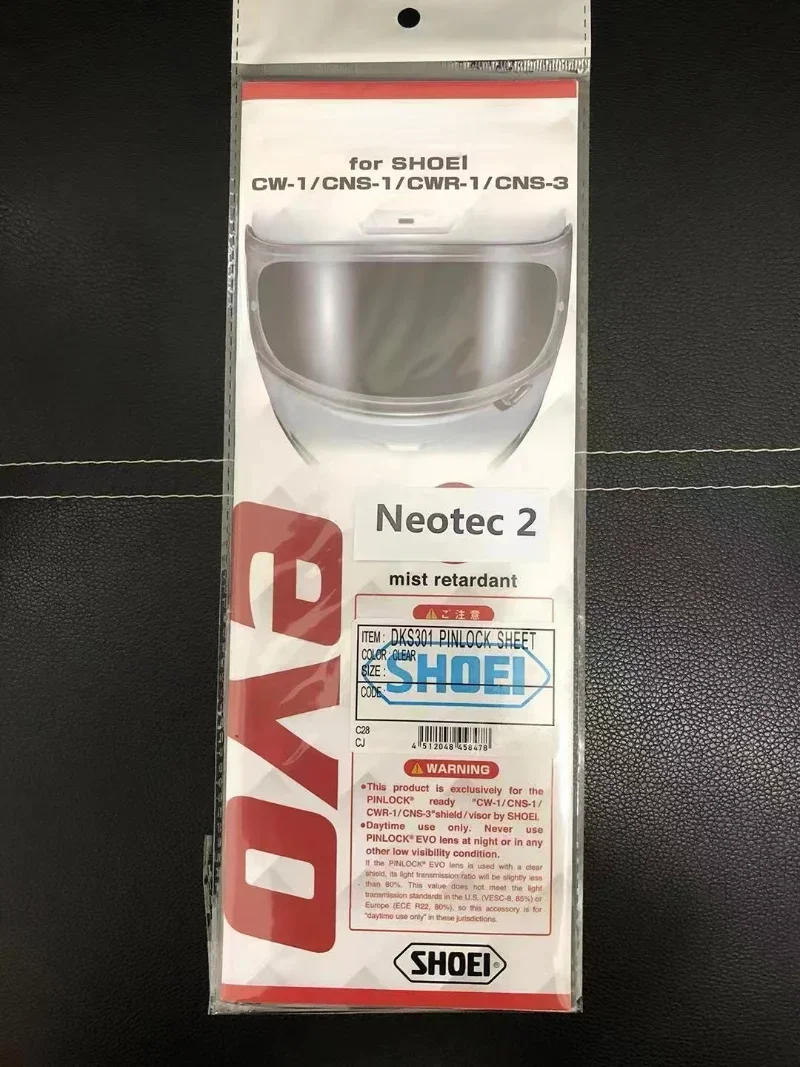 for SHOEI
CW-1/CNS-1/CWR-1/CNS-3
evo
Neotec 2
mist retardant
ご注意
ITEM : DKS301 PINLOCK SHEET
COLOR : CLEAR
SIZE :
SHOEI
CODE :
C28
CJ
4 512048 458478
WARNING
•This product is exclusively for the
PINLOCK® ready "CW-1/CNS-1/
CWR-1/CNS-3"shield/visor by SHOEI.
•Daytime use only. Never use
PINLOCK® EVO lens at night or in any
other low visibility condition.
If the PINLOCK® EVO lens is used with a clear
shield, its light transmission ratio will be slightly less
than 80%. This value does not meet the light
transmission standards in the U.S. (VESC-8, 85%) or
Europe (ECE R22, 80%), so this accessory is for
"daytime use only" in these jurisdictions.
SHOEI®